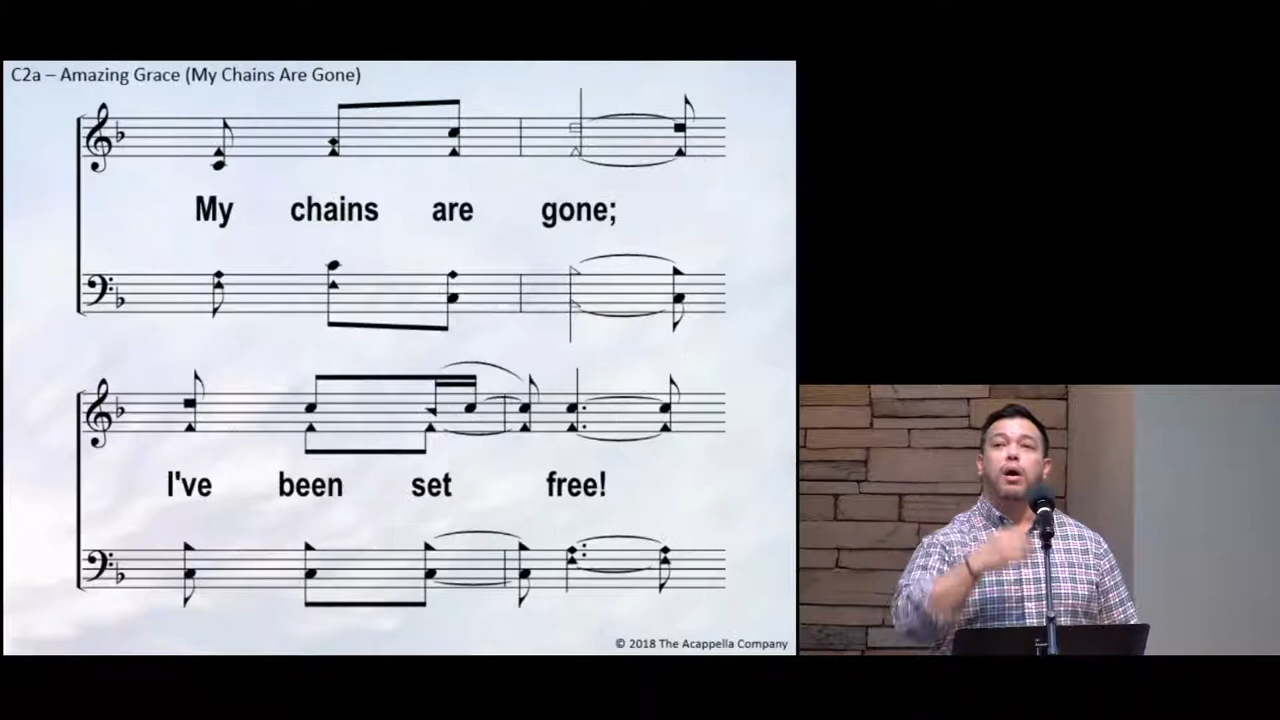 C2a – Amazing Grace (My Chains Are Gone)
My chains are gone;
I've been set free!
© 2018 The Acappella Company